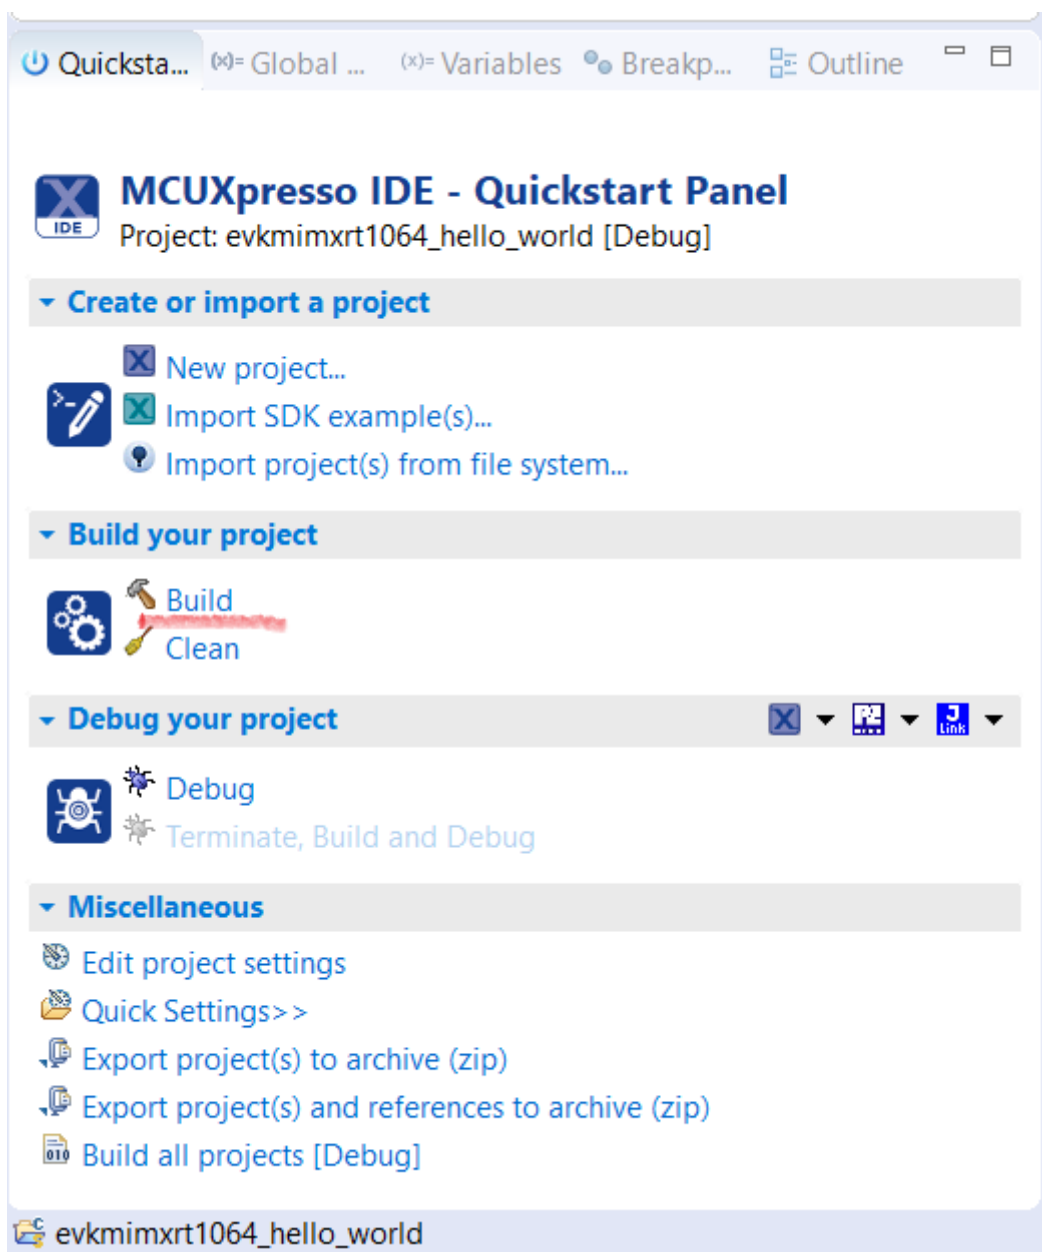 Quicksta... (x)= Global ... (x)= Variables Breakp... Outline
IDE
MCUXpresso IDE - Quickstart Panel
Project: evkmimxrt1064_hello_world [Debug]
Create or import a project
New project...
Import SDK example(s)...
Import project(s) from file system...
Build your project
Build
Clean
Debug your project
Link
Debug
Terminate, Build and Debug
Miscellaneous
Edit project settings
Quick Settings>>
Export project(s) to archive (zip)
Export project(s) and references to archive (zip)
010
Build all projects [Debug]
evkmimxrt1064_hello_world